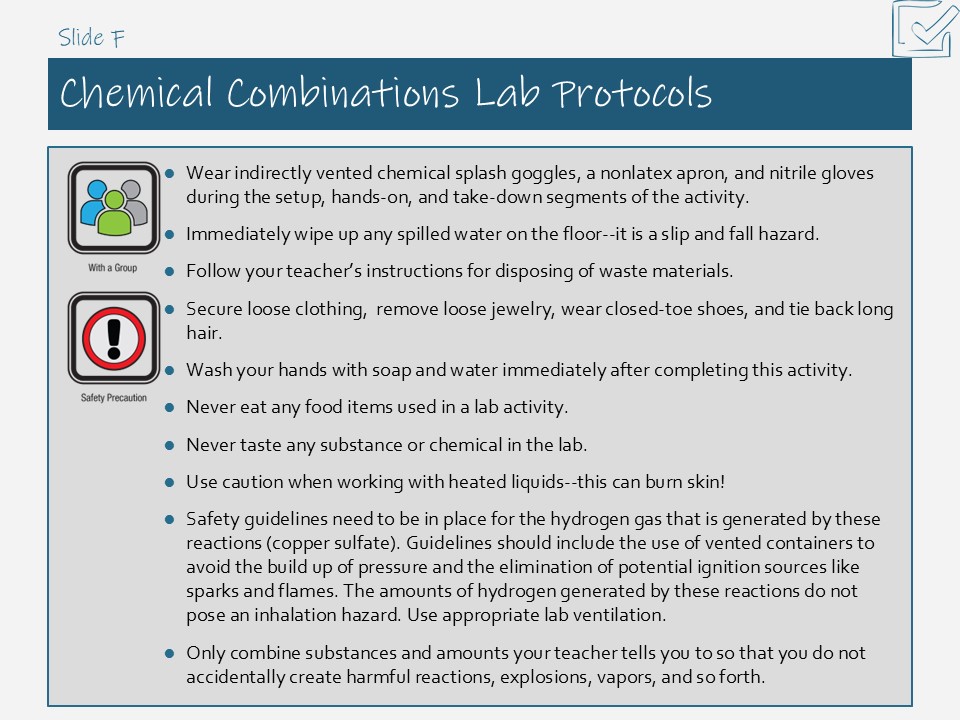 Slide F
Chemical Combinations Lab Protocols
With a Group
Safety Precaution
● Wear indirectly vented chemical splash goggles, a nonlatex apron, and nitrile gloves
during the setup, hands-on, and take-down segments of the activity.
● Immediately wipe up any spilled water on the floor--it is a slip and fall hazard.
● Follow your teacher’s instructions for disposing of waste materials.
● Secure loose clothing,  remove loose jewelry, wear closed-toe shoes, and tie back long
hair.
● Wash your hands with soap and water immediately after completing this activity.
● Never eat any food items used in a lab activity.
● Never taste any substance or chemical in the lab.
● Use caution when working with heated liquids--this can burn skin!
● Safety guidelines need to be in place for the hydrogen gas that is generated by these
reactions (copper sulfate). Guidelines should include the use of vented containers to
avoid the build up of pressure and the elimination of potential ignition sources like
sparks and flames. The amounts of hydrogen generated by these reactions do not
pose an inhalation hazard. Use appropriate lab ventilation.
● Only combine substances and amounts your teacher tells you to so that you do not
accidentally create harmful reactions, explosions, vapors, and so forth.